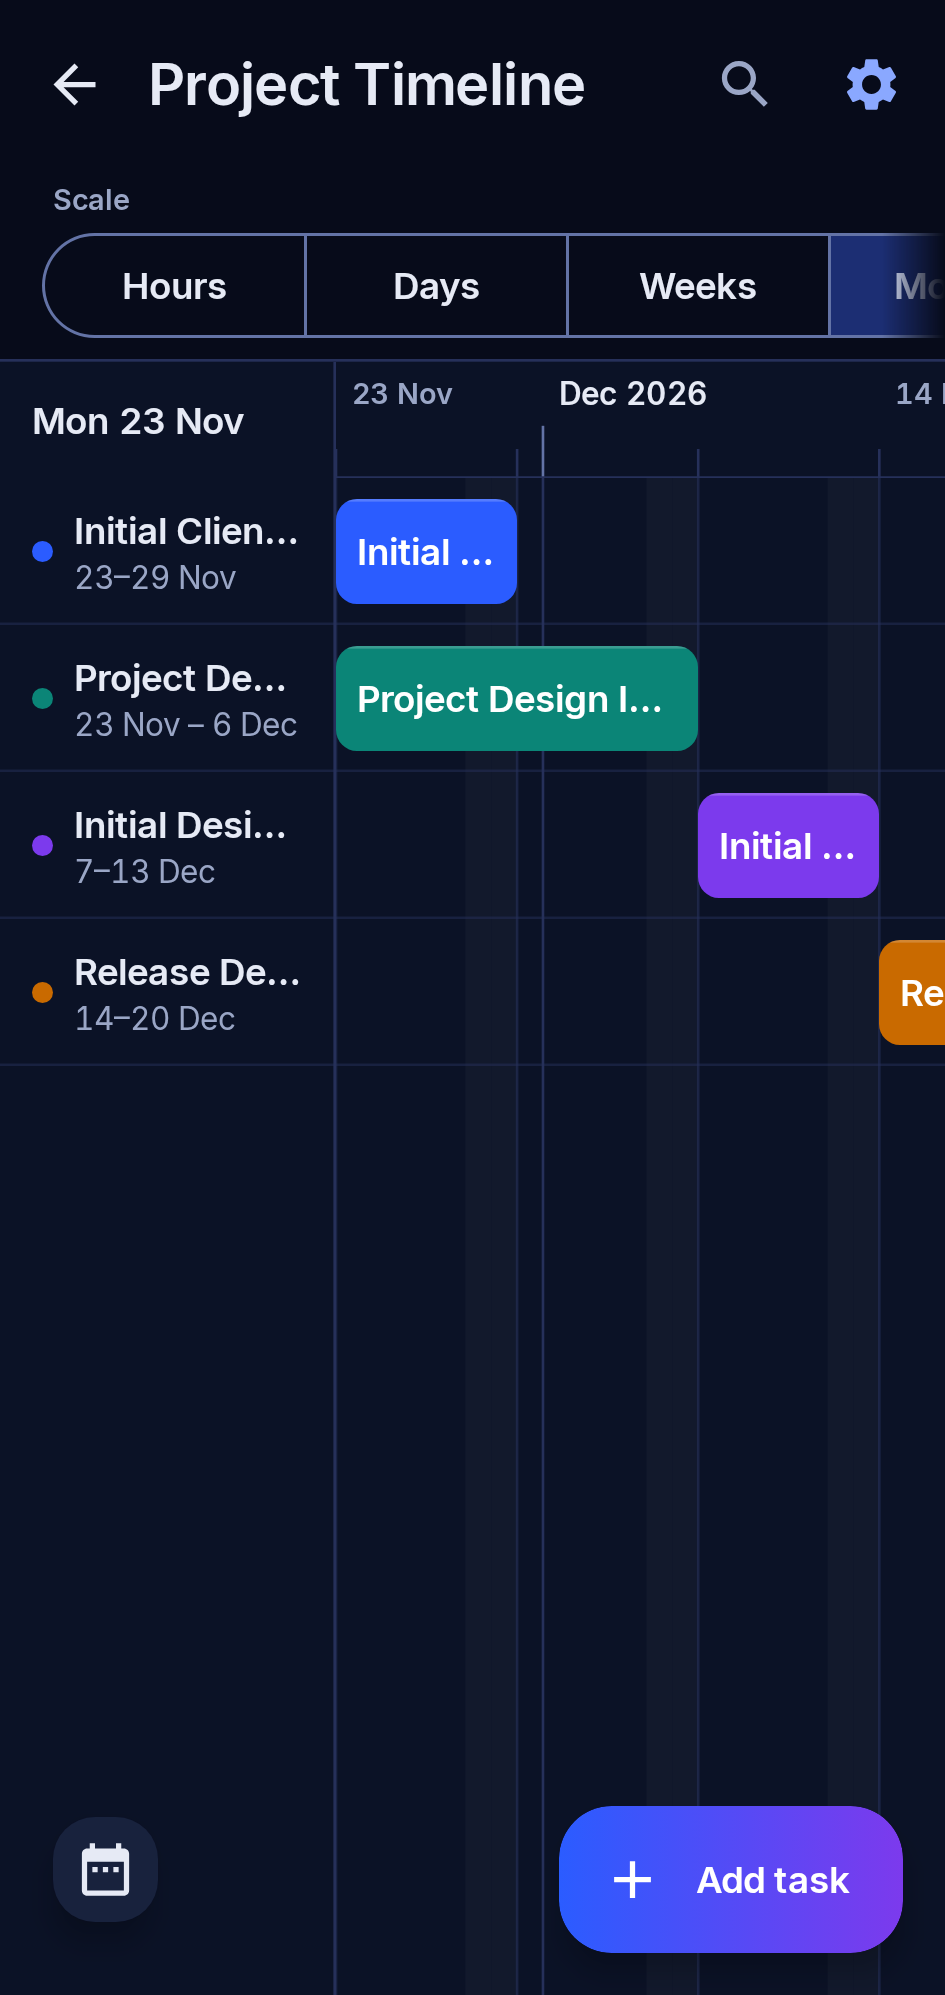 Project Timeline
Scale
Hours
Days
Weeks
Mon 23 Nov
23 Nov
Dec 2026
14
Initial Clien...
23–29 Nov
Initial ...
Project De...
23 Nov – 6 Dec
Project Design I...
Initial Desi...
7–13 Dec
Initial ...
Release De...
14–20 Dec
Re
Add task